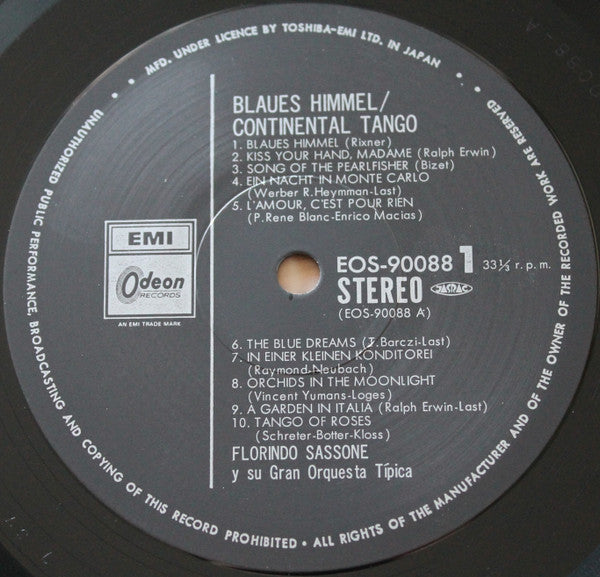 MFD. UNDER LICENCE BY TOSHIBA-EMI LTD. IN JAPAN
BLAUES HIMMEL/
CONTINENTAL TANGO
1. BLAUES HIMMEL (Rixner)
2. KISS YOUR HAND, MADAME (Ralph Erwin)
3. SONG OF THE PEARLFISHER (Bizet)
4. EIN NACHT IN MONTE CARLO
(Werber R.Heymman-Last)
5. L'AMOUR, C'EST POUR RIEN
(P.Rene Blanc-Enrico Macias)
EMI
Odeon
RECORDS
AN EMI TRADE MARK
EOS-90088 1 33⅓ r.p.m.
STEREO JASRAC
(EOS-90088 A)
6. THE BLUE DREAMS (J.Barczi-Last)
7. IN EINER KLEINEN KONDITOREI
(Raymond-Neubach)
8. ORCHIDS IN THE MOONLIGHT
(Vincent Yumans-Loges)
9. A GARDEN IN ITALIA (Ralph Erwin-Last)
10. TANGO OF ROSES
(Schreter-Botter-Kloss)
FLORINDO SASSONE
y su Gran Orquesta Típica
UNAUTHORIZED PUBLIC PERFORMANCE, BROADCASTING AND COPYING OF THIS RECORD PROHIBITED • ALL RIGHTS OF THE MANUFACTURER AND OF THE OWNER OF THE RECORDED WORK ARE RESERVED